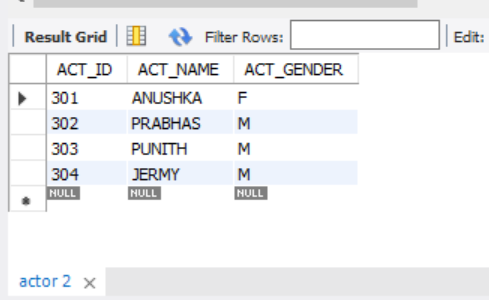 Result Grid Filter Rows: Edit:
ACT_ID ACT_NAME ACT_GENDER
301 ANUSHKA F
302 PRABHAS M
303 PUNITH M
304 JERMY M
NULL NULL NULL
actor 2 ×